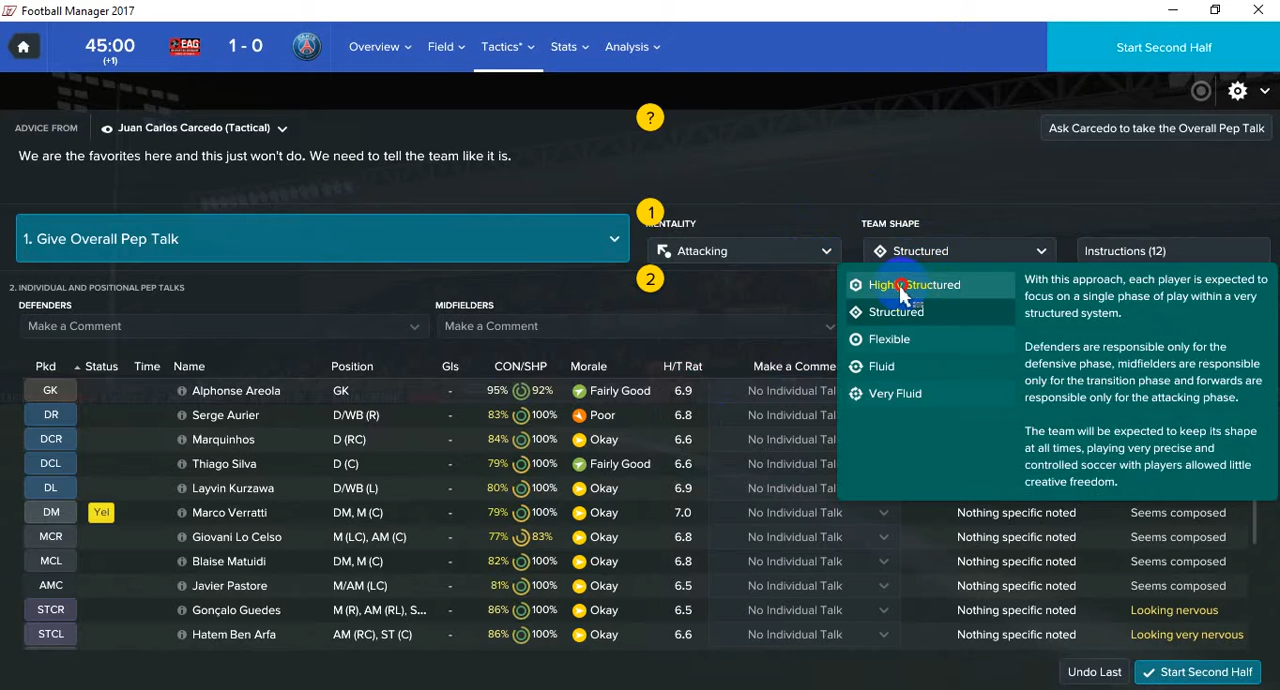 Football Manager 2017
45:00
(+1)
EAG
1 - 0
Overview
Field
Tactics*
Stats
Analysis
Start Second Half
ADVICE FROM
Juan Carlos Carcedo (Tactical)
?
Ask Carcedo to take the Overall Pep Talk
We are the favorites here and this just won't do. We need to tell the team like it is.
1
1. Give Overall Pep Talk
ENTALITY
Attacking
TEAM SHAPE
Structured
Instructions (12)
2
2. INDIVIDUAL AND POSITIONAL PEP TALKS
DEFENDERS
Make a Comment
MIDFIELDERS
Make a Comment
Highly Structured
Structured
Flexible
Fluid
Very Fluid
With this approach, each player is expected to
focus on a single phase of play within a very
structured system.
Defenders are responsible only for the
defensive phase, midfielders are responsible
only for the transition phase and forwards are
responsible only for the attacking phase.
The team will be expected to keep its shape
at all times, playing very precise and
controlled soccer with players allowed little
creative freedom.
Pkd Status Time Name Position Gls CON/SHP Morale H/T Rat Make a Comme
GK Alphonse Areola GK - 95% 92% Fairly Good 6.9 No Individual Tal
DR Serge Aurier D/WB (R) - 83% 100% Poor 6.8 No Individual Tal
DCR Marquinhos D (RC) - 84% 100% Okay 6.6 No Individual Tal
DCL Thiago Silva D (C) - 79% 100% Fairly Good 6.6 No Individual Tal
DL Layvin Kurzawa D/WB (L) - 80% 100% Okay 6.9 No Individual Tal
DM Yel Marco Verratti DM, M (C) - 79% 100% Okay 7.0 No Individual Talk Nothing specific noted Seems composed
MCR Giovani Lo Celso M (LC), AM (C) - 77% 83% Okay 6.8 No Individual Talk Nothing specific noted Seems composed
MCL Blaise Matuidi DM, M (C) - 82% 100% Okay 6.8 No Individual Talk Nothing specific noted Seems composed
AMC Javier Pastore M/AM (LC) - 81% 100% Okay 6.5 No Individual Talk Nothing specific noted Seems composed
STCR Gonçalo Guedes M (R), AM (RL), S... - 86% 100% Okay 6.5 No Individual Talk Nothing specific noted Looking nervous
STCL Hatem Ben Arfa AM (RC), ST (C) - 86% 100% Okay 6.6 No Individual Talk Nothing specific noted Looking very nervous
Undo Last
Start Second Half